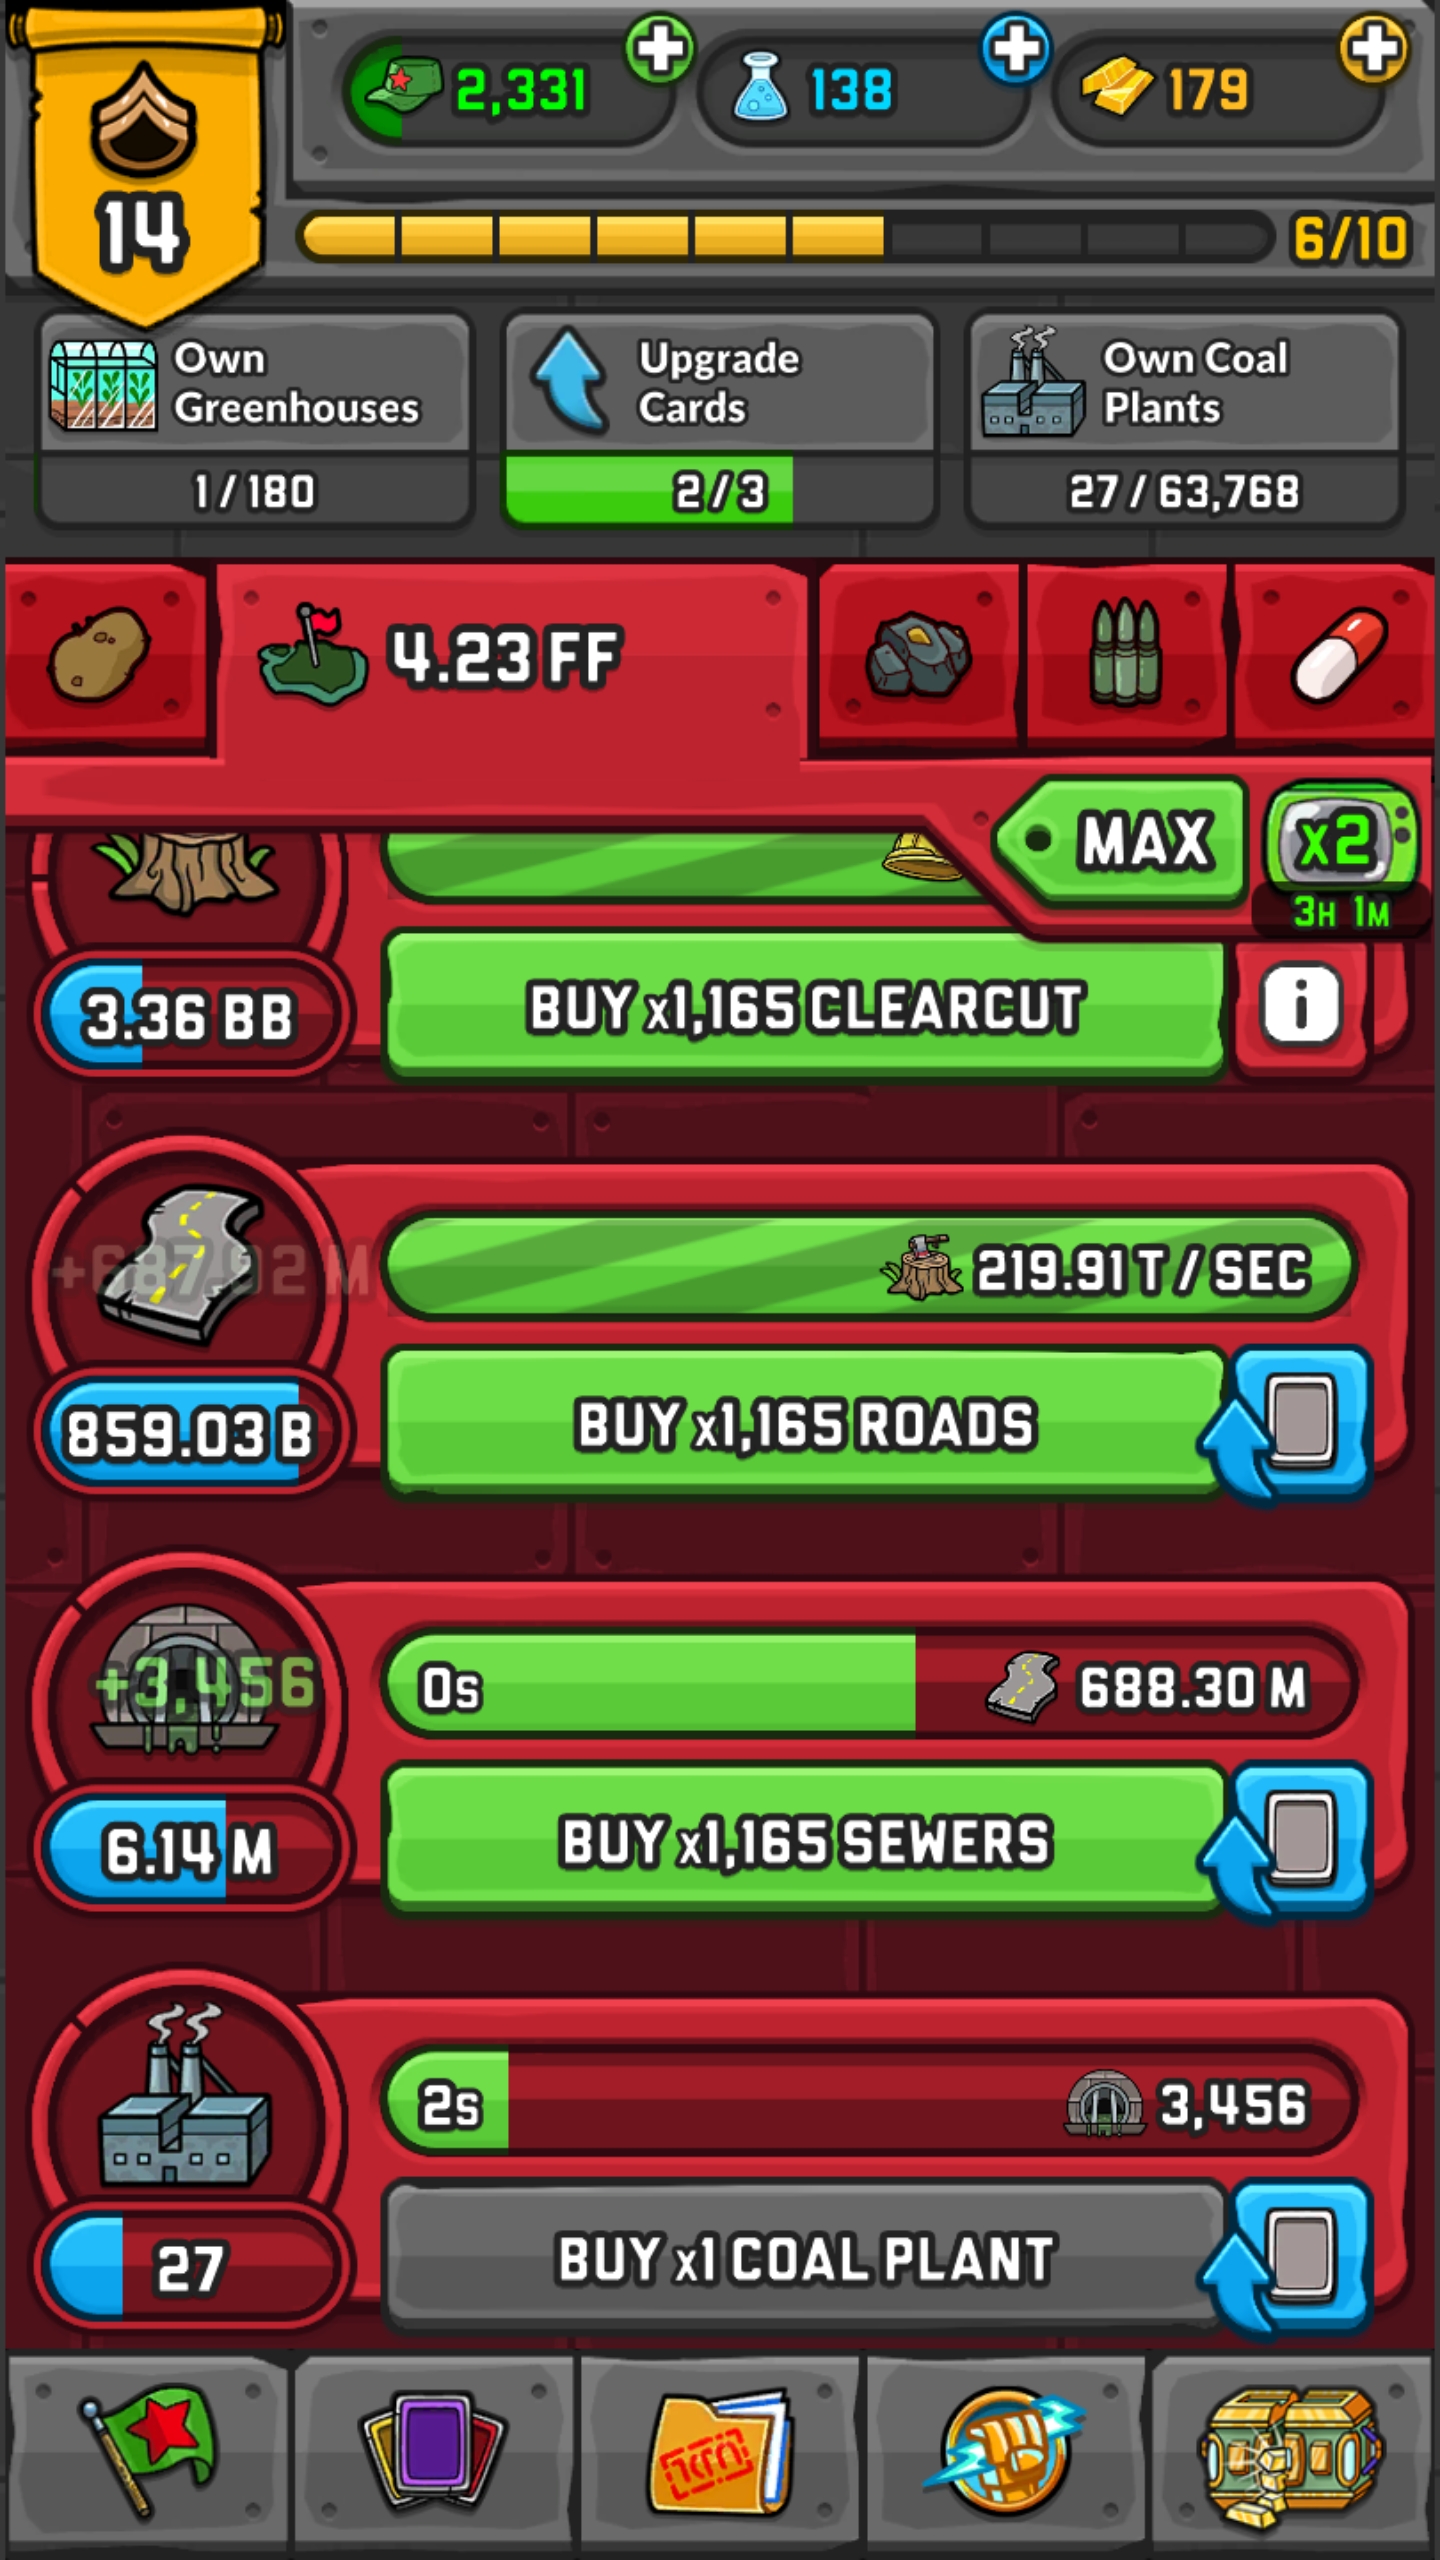 2,331
138
179
14
6/10
Own
Greenhouses
1/180
Upgrade
Cards
2/3
Own Coal
Plants
27/63,768
4.23 FF
MAX
x2
3H 1M
3.36 BB
BUY x1,165 CLEARCUT
i
+687.92 M
219.91 T / SEC
859.03 B
BUY x1,165 ROADS
+3,456
0s
688.30 M
6.14 M
BUY x1,165 SEWERS
2s
3,456
27
BUY x1 COAL PLANT